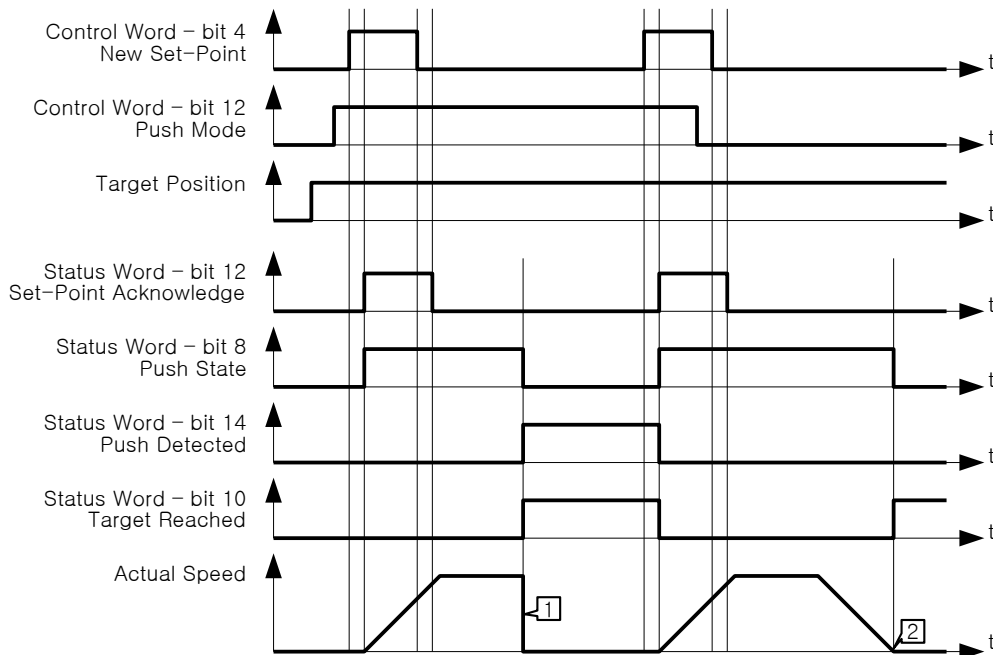 Control Word – bit 4
New Set-Point
t
Control Word – bit 12
Push Mode
t
Target Position
t
Status Word – bit 12
Set-Point Acknowledge
t
Status Word – bit 8
Push State
t
Status Word – bit 14
Push Detected
t
Status Word – bit 10
Target Reached
t
Actual Speed
1
2
t